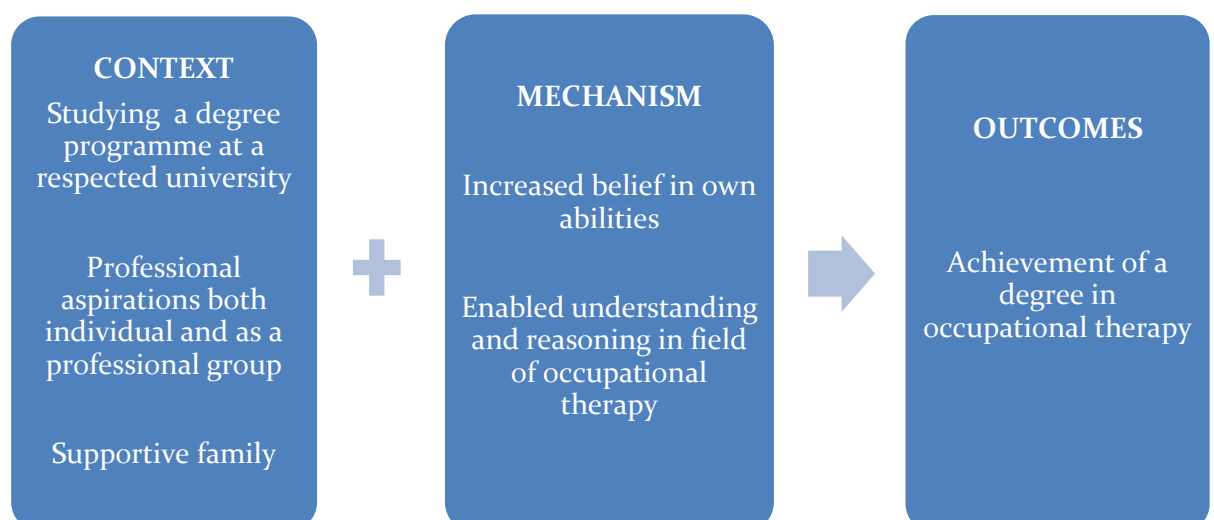 CONTEXT
Studying a degree
programme at a
respected university
Professional
aspirations both
individual and as a
professional group
Supportive family
MECHANISM
Increased belief in own
abilities
Enabled understanding
and reasoning in field
of occupational
therapy
OUTCOMES
Achievement of a
degree in
occupational therapy